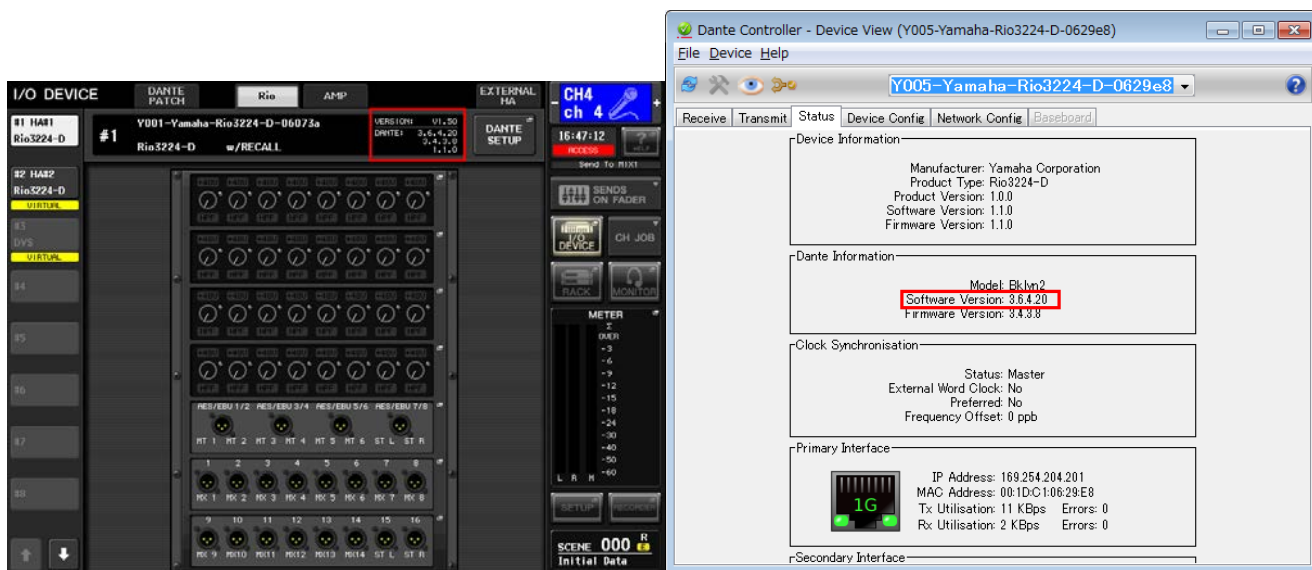 I/O DEVICE
DANTE PATCH
Rio
AMP
EXTERNAL HA
#1 HA#1
Rio3224-D
#1
Y001-Yamaha-Rio3224-D-06073a
Rio3224-D w/RECALL
VERSION: V1.50
DANTE: 3.6.4.20
3.4.3.8
1.1.0
DANTE SETUP
CH4
ch 4
- +
16:47:12
ACCESS
?
HELP
Send To MIX1
#2 HA#2
Rio3224-D
VIRTUAL
#3
DVS
VIRTUAL
#4
#5
#6
#7
#8
SENDS ON FADER
I/O DEVICE
CH JOB
RACK
MONITOR
METER
Σ
OVER
-3
-6
-9
-12
-15
-18
-24
-30
-40
-50
-60
L R M
AES/EBU 1/2 AES/EBU 3/4 AES/EBU 5/6 AES/EBU 7/8
MT 1 MT 2 MT 3 MT 4 MT 5 MT 6 ST L ST R
1 2 3 4 5 6 7 8
MX 1 MX 2 MX 3 MX 4 MX 5 MX 6 MX 7 MX 8
9 10 11 12 13 14 15 16
MX 9 MX10 MX11 MX12 MX13 MX14 ST L ST R
SETUP
RECORDER
SCENE 000 R
Initial Data
Dante Controller - Device View (Y005-Yamaha-Rio3224-D-0629e8)
File Device Help
Y005-Yamaha-Rio3224-D-0629e8
?
Receive Transmit Status Device Config Network Config Baseboard
Device Information
Manufacturer: Yamaha Corporation
Product Type: Rio3224-D
Product Version: 1.0.0
Software Version: 1.1.0
Firmware Version: 1.1.0
Dante Information
Model: Bklyn2
Software Version: 3.6.4.20
Firmware Version: 3.4.3.8
Clock Synchronisation
Status: Master
External Word Clock: No
Preferred: No
Frequency Offset: 0 ppb
Primary Interface
1G
IP Address: 169.254.204.201
MAC Address: 00:1D:C1:06:29:E8
Tx Utilisation: 11 KBps Errors: 0
Rx Utilisation: 2 KBps Errors: 0
Secondary Interface